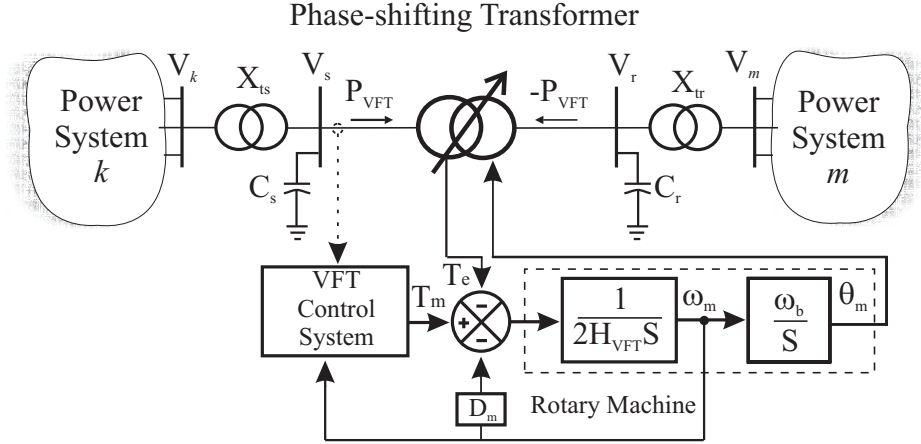 Phase-shifting Transformer
V_k
X_ts
V_s
P_VFT
-P_VFT
V_r
X_tr
V_m
Power
System
k
Power
System
m
C_s
C_r
VFT
Control
System
T_m
T_e
-
+
-
1
2H_VFT S
ω_m
ω_b
S
θ_m
D_m
Rotary Machine